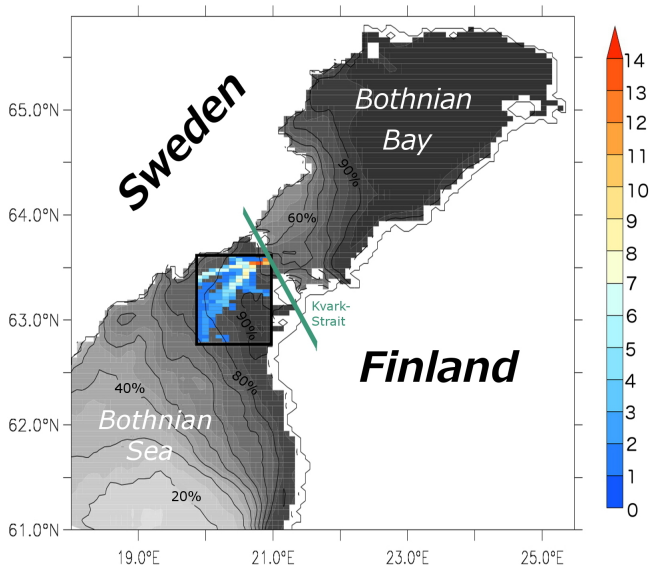 Sweden
Bothnian
Bay
90%
60%
Kvark-
Strait
90%
80%
40%
Finland
Bothnian
Sea
20%
65.0°N
64.0°N
63.0°N
62.0°N
61.0°N
19.0°E
21.0°E
23.0°E
25.0°E
14
13
12
11
10
9
8
7
6
5
4
3
2
1
0